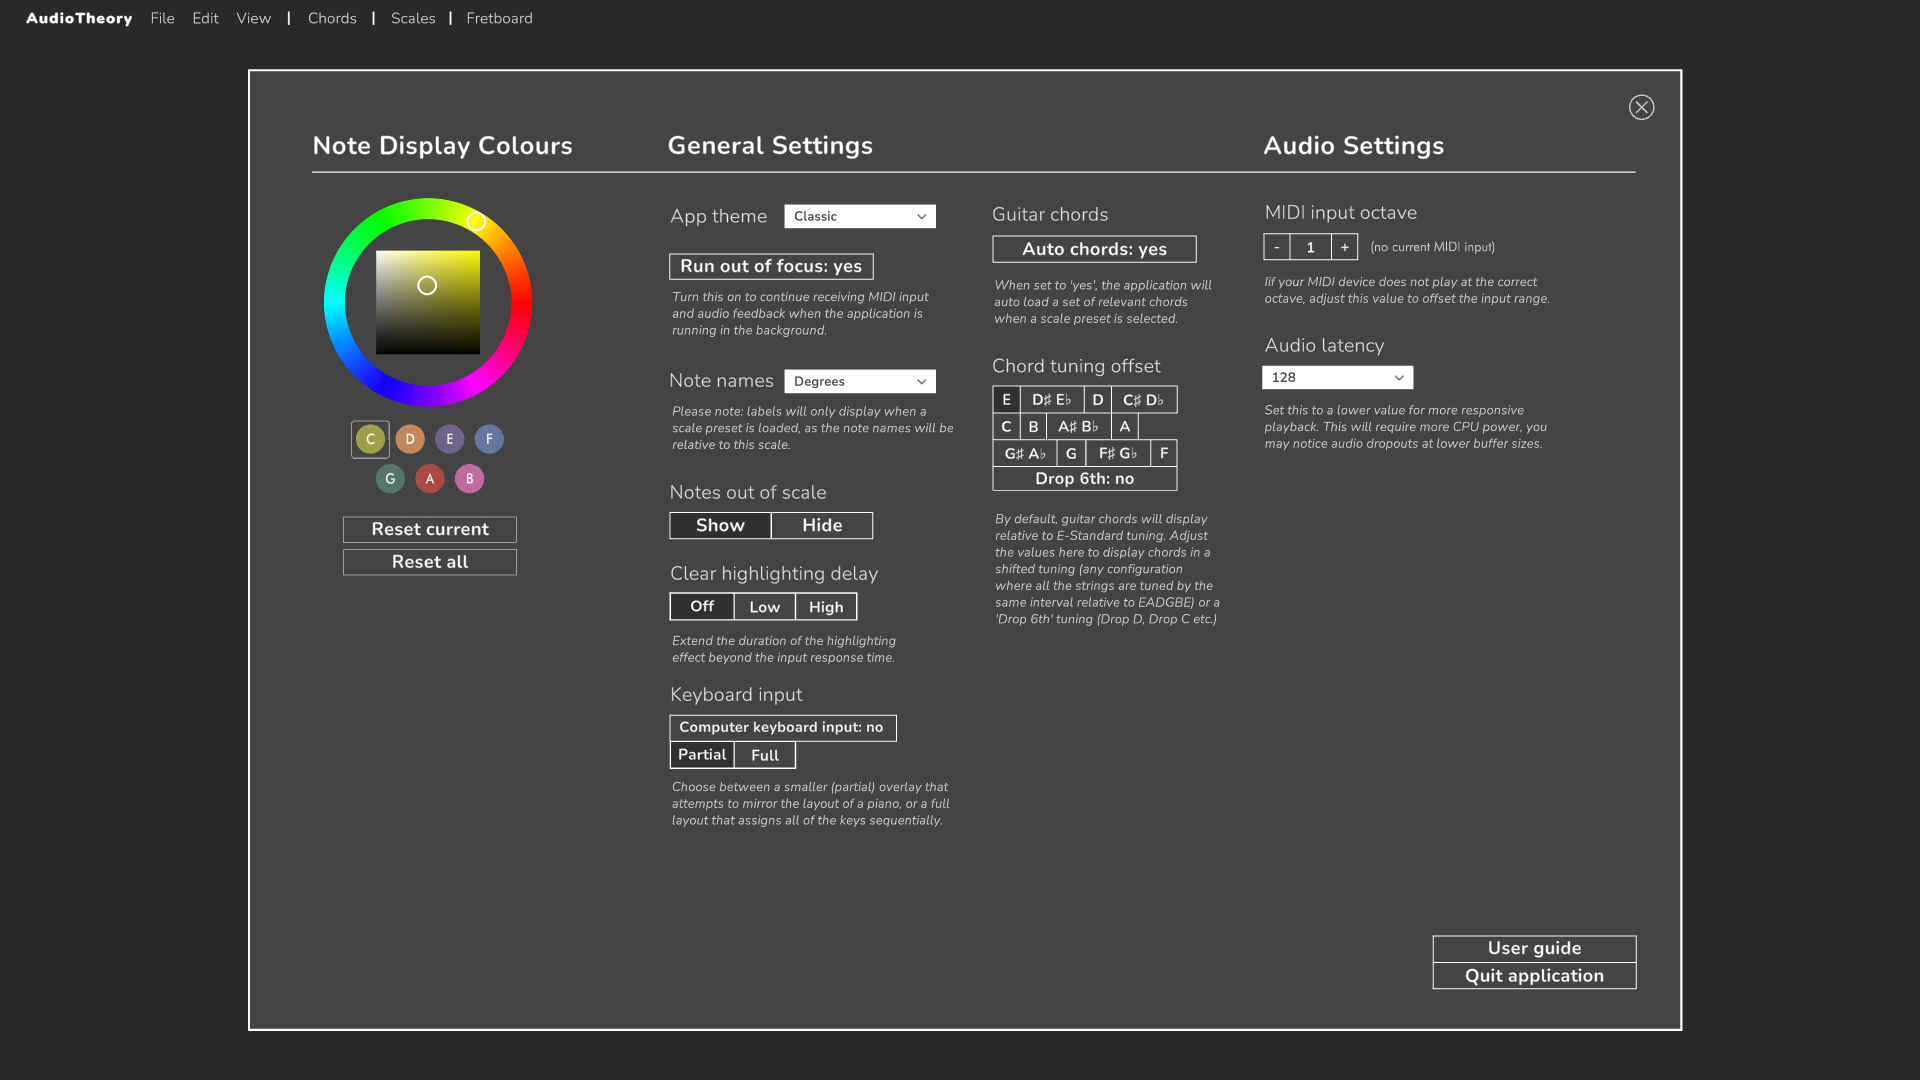 AudioTheory File Edit View | Chords | Scales | Fretboard
Note Display Colours
C D E F
G A B
Reset current
Reset all
General Settings
App theme Classic
Run out of focus: yes
Turn this on to continue receiving MIDI input
and audio feedback when the application is
running in the background.
Note names Degrees
Please note: labels will only display when a
scale preset is loaded, as the note names will be
relative to this scale.
Notes out of scale
Show Hide
Clear highlighting delay
Off Low High
Extend the duration of the highlighting
effect beyond the input response time.
Keyboard input
Computer keyboard input: no
Partial Full
Choose between a smaller (partial) overlay that
attempts to mirror the layout of a piano, or a full
layout that assigns all of the keys sequentially.
Guitar chords
Auto chords: yes
When set to 'yes', the application will
auto load a set of relevant chords
when a scale preset is selected.
Chord tuning offset
E D♯ E♭ D C♯ D♭
C B A♯ B♭ A
G♯ A♭ G F♯ G♭ F
Drop 6th: no
By default, guitar chords will display
relative to E-Standard tuning. Adjust
the values here to display chords in a
shifted tuning (any configuration
where all the strings are tuned by the
same interval relative to EADGBE) or a
'Drop 6th' tuning (Drop D, Drop C etc.)
Audio Settings
MIDI input octave
- 1 + (no current MIDI input)
Iif your MIDI device does not play at the correct
octave, adjust this value to offset the input range.
Audio latency
128
Set this to a lower value for more responsive
playback. This will require more CPU power, you
may notice audio dropouts at lower buffer sizes.
User guide
Quit application